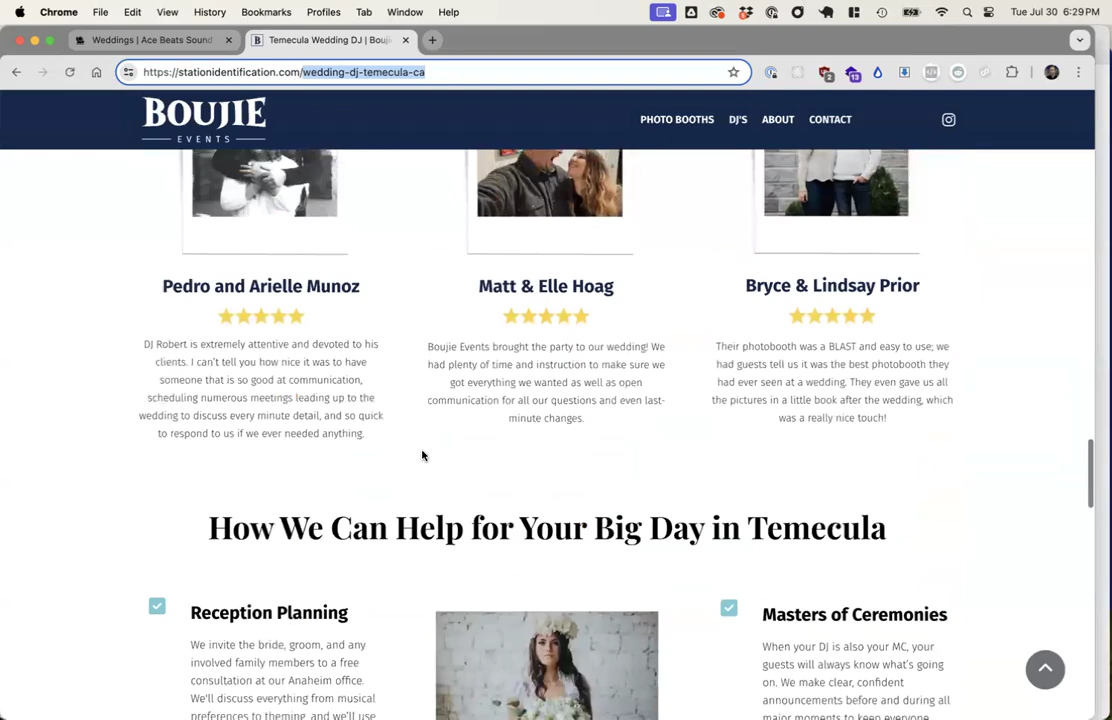 Chrome File Edit View History Bookmarks Profiles Tab Window Help Tue Jul 30 6:29 PM
Weddings | Ace Beats Sound
Temecula Wedding DJ | Bouji
https://stationidentification.com/wedding-dj-temecula-ca
2
13
BOUJIE
EVENTS
PHOTO BOOTHS DJ'S ABOUT CONTACT
Pedro and Arielle Munoz
DJ Robert is extremely attentive and devoted to his
clients. I can't tell you how nice it was to have
someone that is so good at communication,
scheduling numerous meetings leading up to the
wedding to discuss every minute detail, and so quick
to respond to us if we ever needed anything.
Matt & Elle Hoag
Boujie Events brought the party to our wedding! We
had plenty of time and instruction to make sure we
got everything we wanted as well as open
communication for all our questions and even last-
minute changes.
Bryce & Lindsay Prior
Their photobooth was a BLAST and easy to use; we
had guests tell us it was the best photobooth they
had ever seen at a wedding. They even gave us all
the pictures in a little book after the wedding, which
was a really nice touch!
How We Can Help for Your Big Day in Temecula
Reception Planning
We invite the bride, groom, and any
involved family members to a free
consultation at our Anaheim office.
We'll discuss everything from musical
preferences to theming, and we'll use
Masters of Ceremonies
When your DJ is also your MC, your
guests will always know what's going
on. We make clear, confident
announcements before and during all
major moments to keep everyone